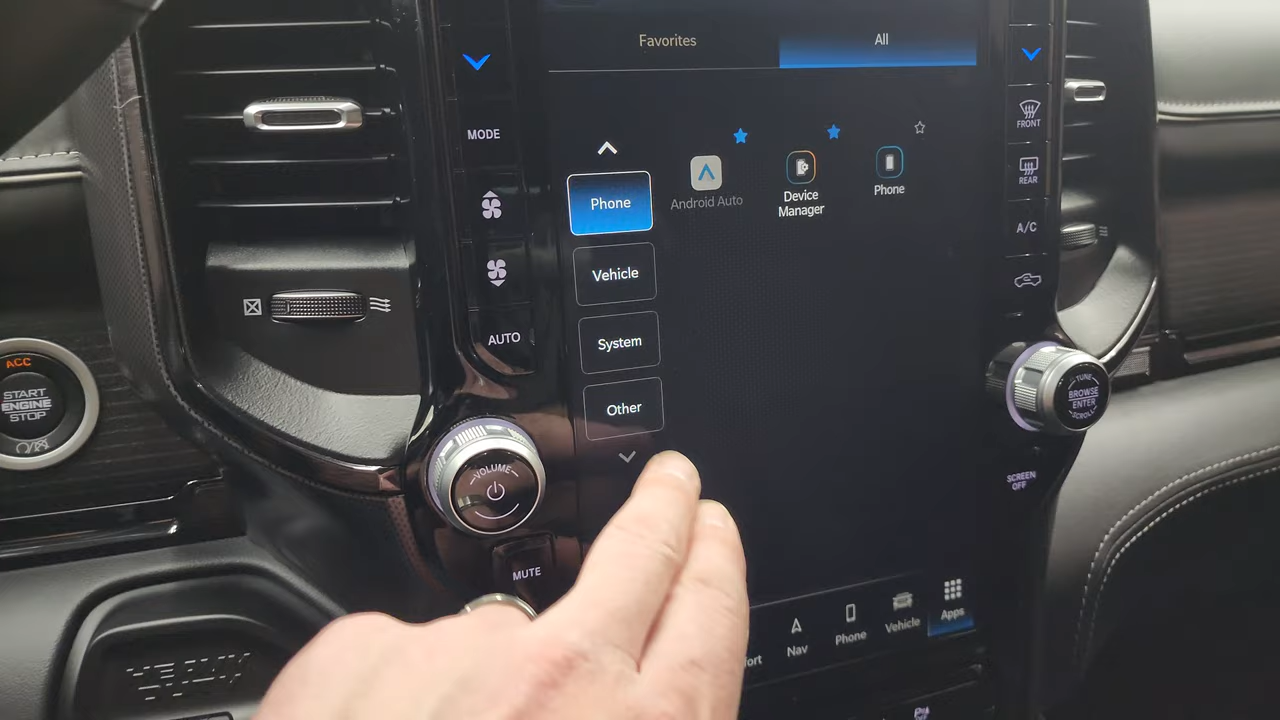 Favorites
All
MODE
FRONT
REAR
Phone
Android Auto
Device
Manager
Phone
A/C
Vehicle
AUTO
System
Other
ACC
START
ENGINE
STOP
VOLUME
TUNE
BROWSE
ENTER
SCROLL
SCREEN
OFF
MUTE
ort
Nav
Phone
Vehicle
Apps